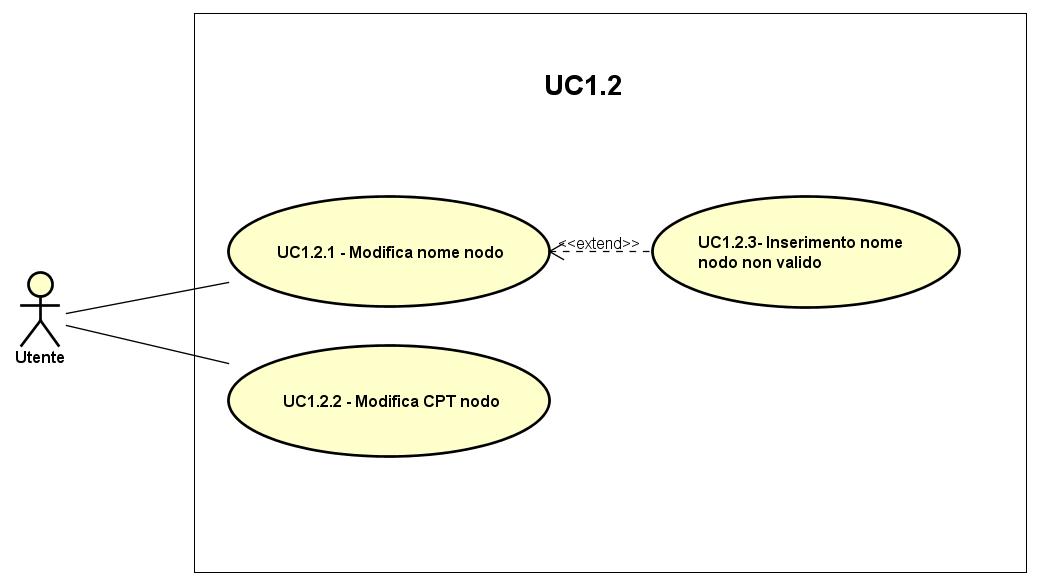 UC1.2
UC1.2.1 - Modifica nome nodo
<<extend>>
UC1.2.3- Inserimento nome
nodo non valido
Utente
UC1.2.2 - Modifica CPT nodo